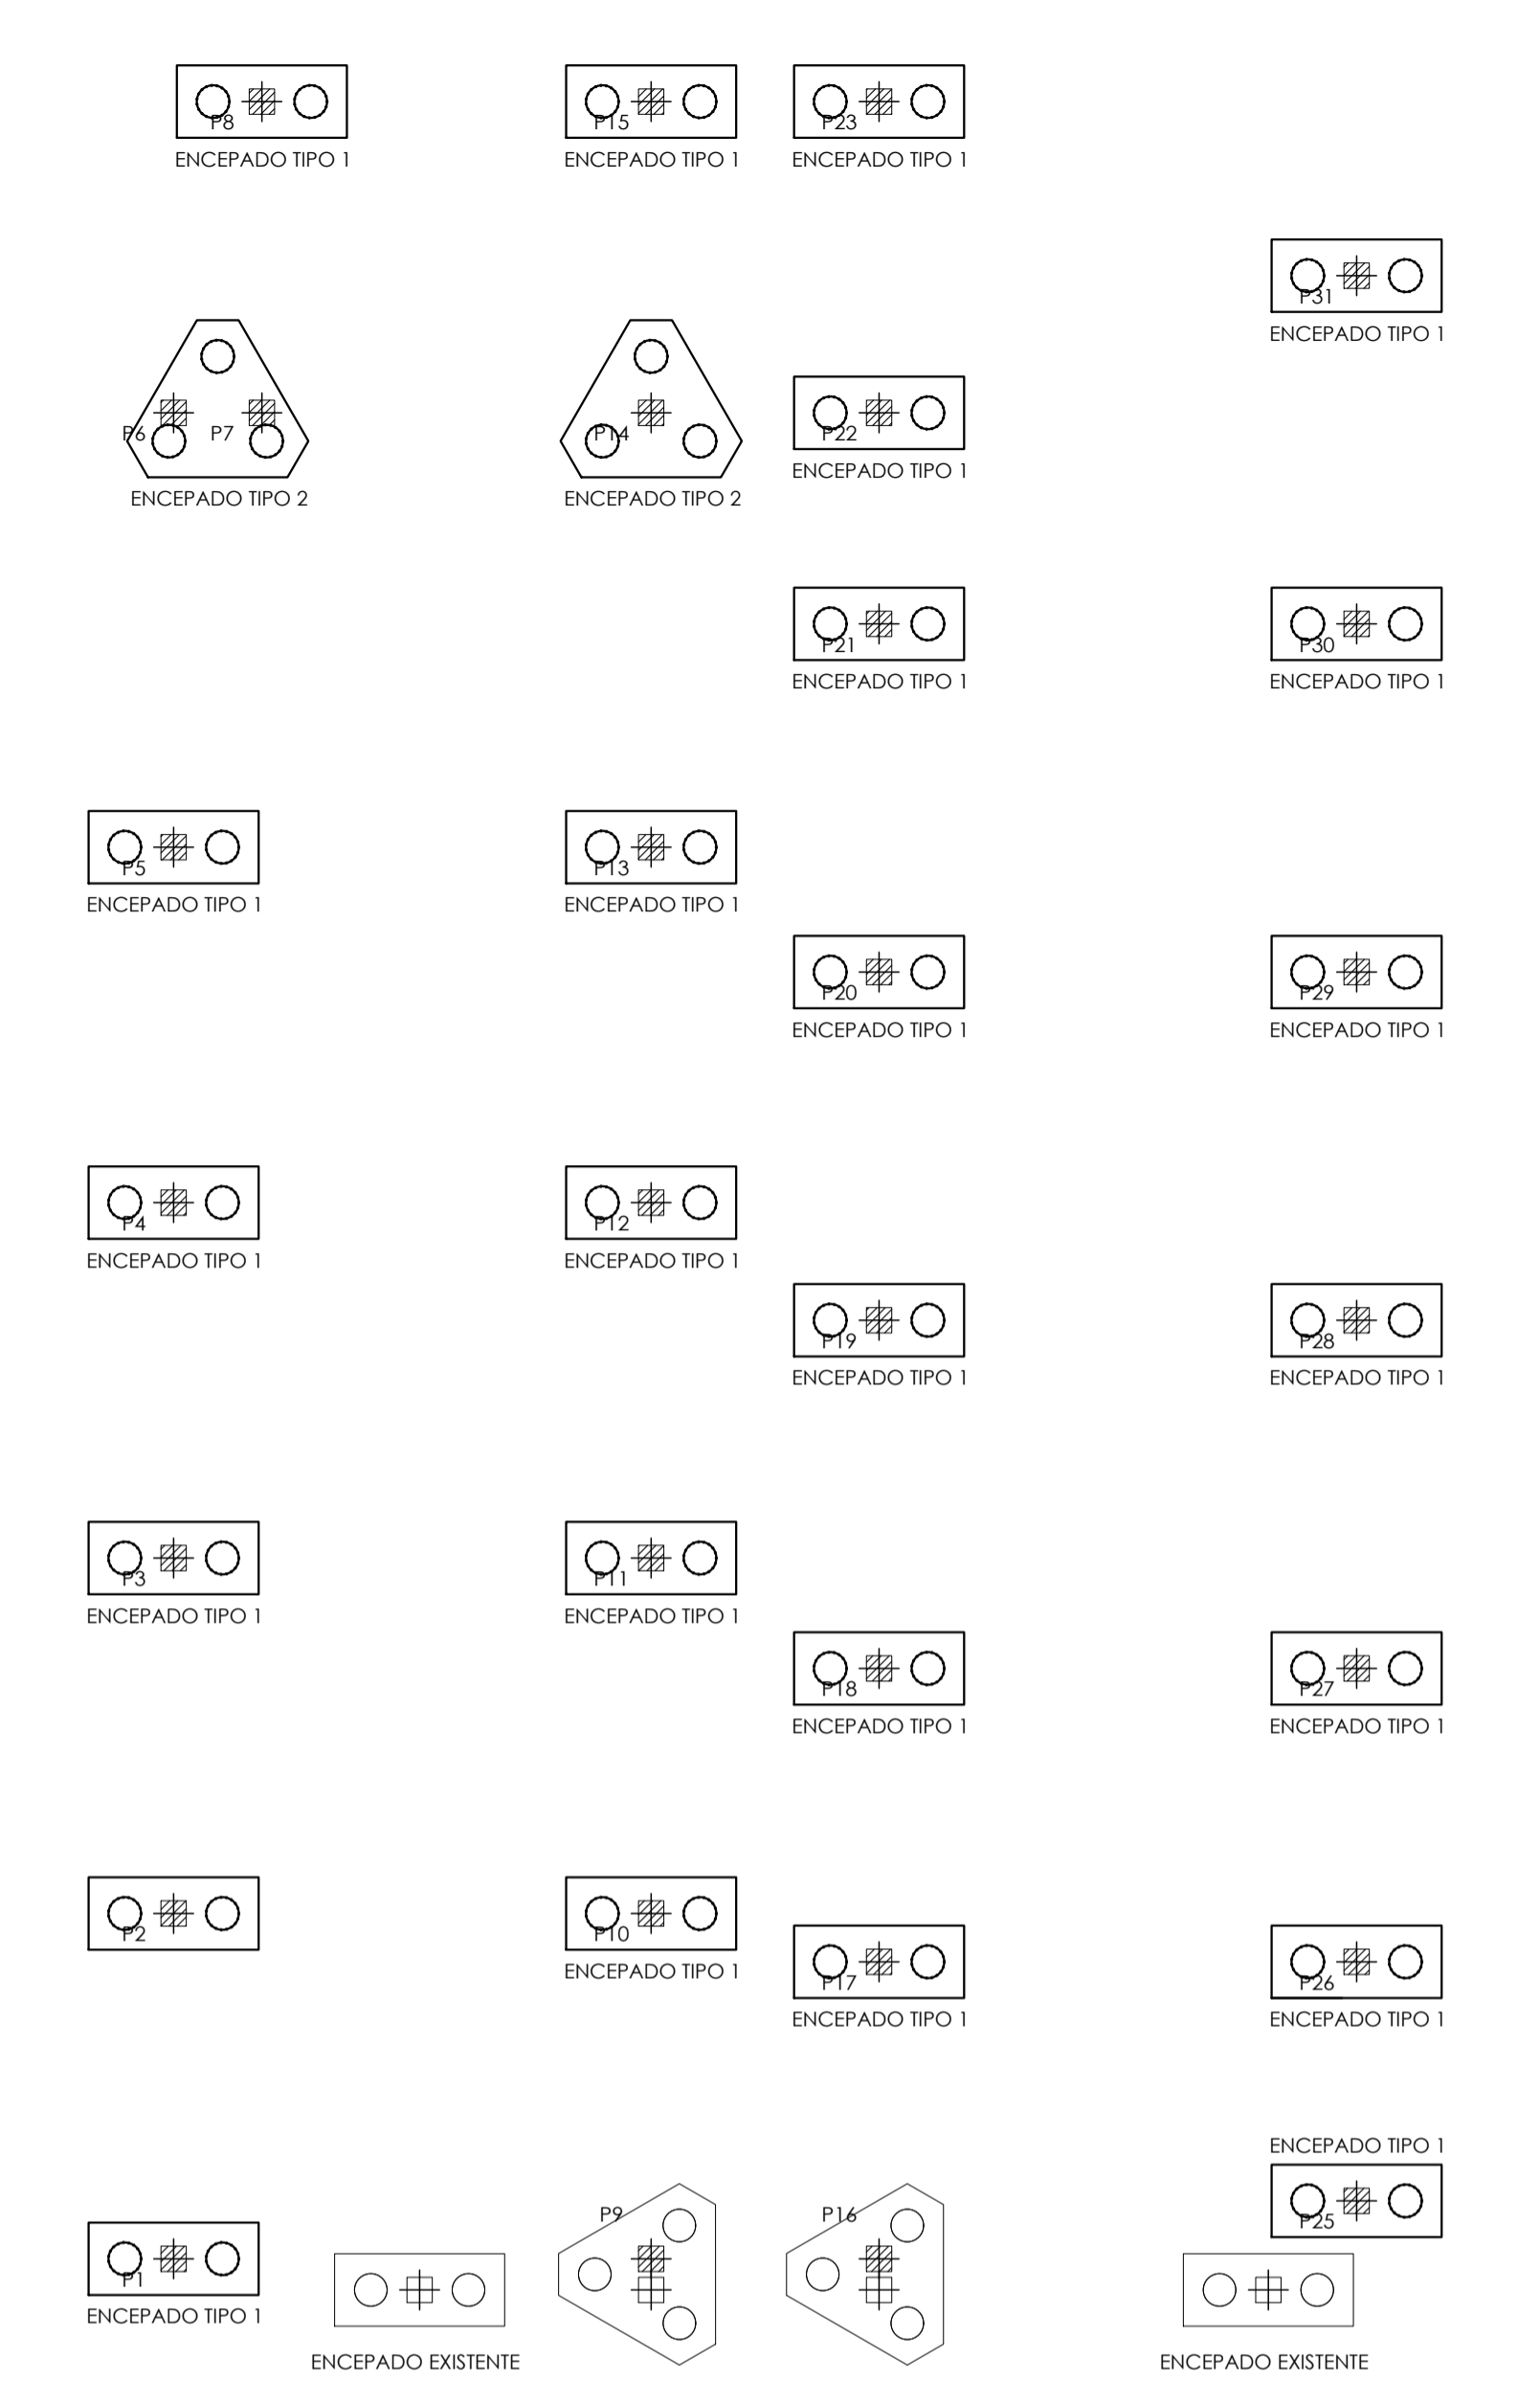 P8
ENCEPADO TIPO 1
P15
ENCEPADO TIPO 1
P23
ENCEPADO TIPO 1
P31
ENCEPADO TIPO 1
P6
P7
ENCEPADO TIPO 2
P14
ENCEPADO TIPO 2
P22
ENCEPADO TIPO 1
P21
ENCEPADO TIPO 1
P30
ENCEPADO TIPO 1
P5
ENCEPADO TIPO 1
P13
ENCEPADO TIPO 1
P20
ENCEPADO TIPO 1
P29
ENCEPADO TIPO 1
P4
ENCEPADO TIPO 1
P12
ENCEPADO TIPO 1
P19
ENCEPADO TIPO 1
P28
ENCEPADO TIPO 1
P3
ENCEPADO TIPO 1
P11
ENCEPADO TIPO 1
P18
ENCEPADO TIPO 1
P27
ENCEPADO TIPO 1
P2
P10
ENCEPADO TIPO 1
P17
ENCEPADO TIPO 1
P26
ENCEPADO TIPO 1
ENCEPADO TIPO 1
P25
P9
P16
P1
ENCEPADO TIPO 1
ENCEPADO EXISTENTE
ENCEPADO EXISTENTE